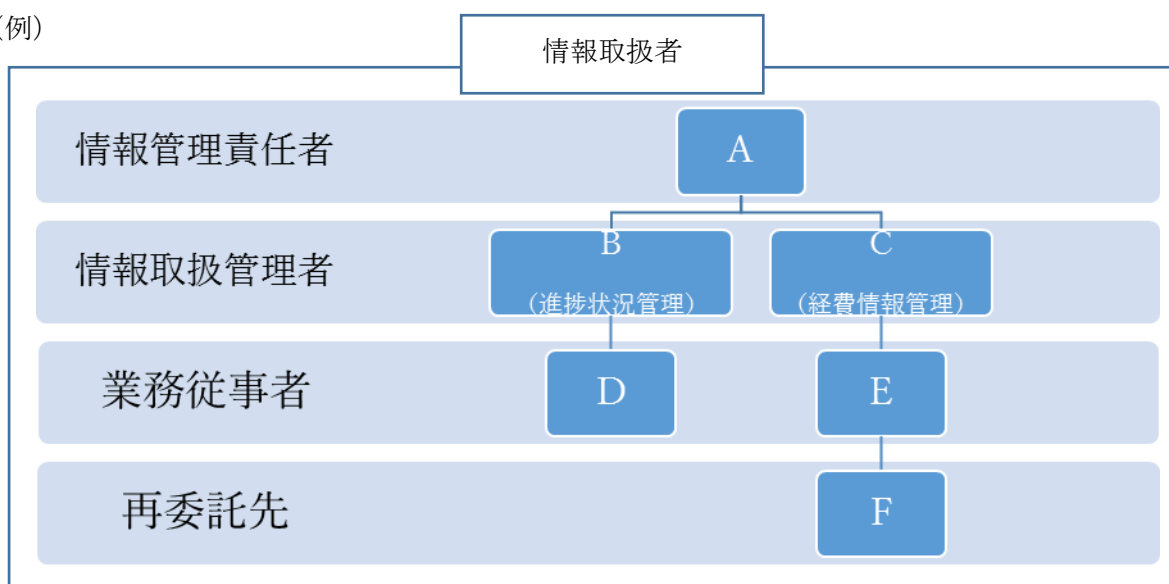 (例)
情報取扱者
情報管理責任者
A
情報取扱管理者
B
(進捗状況管理)
C
(経費情報管理)
業務従事者
D
E
再委託先
F